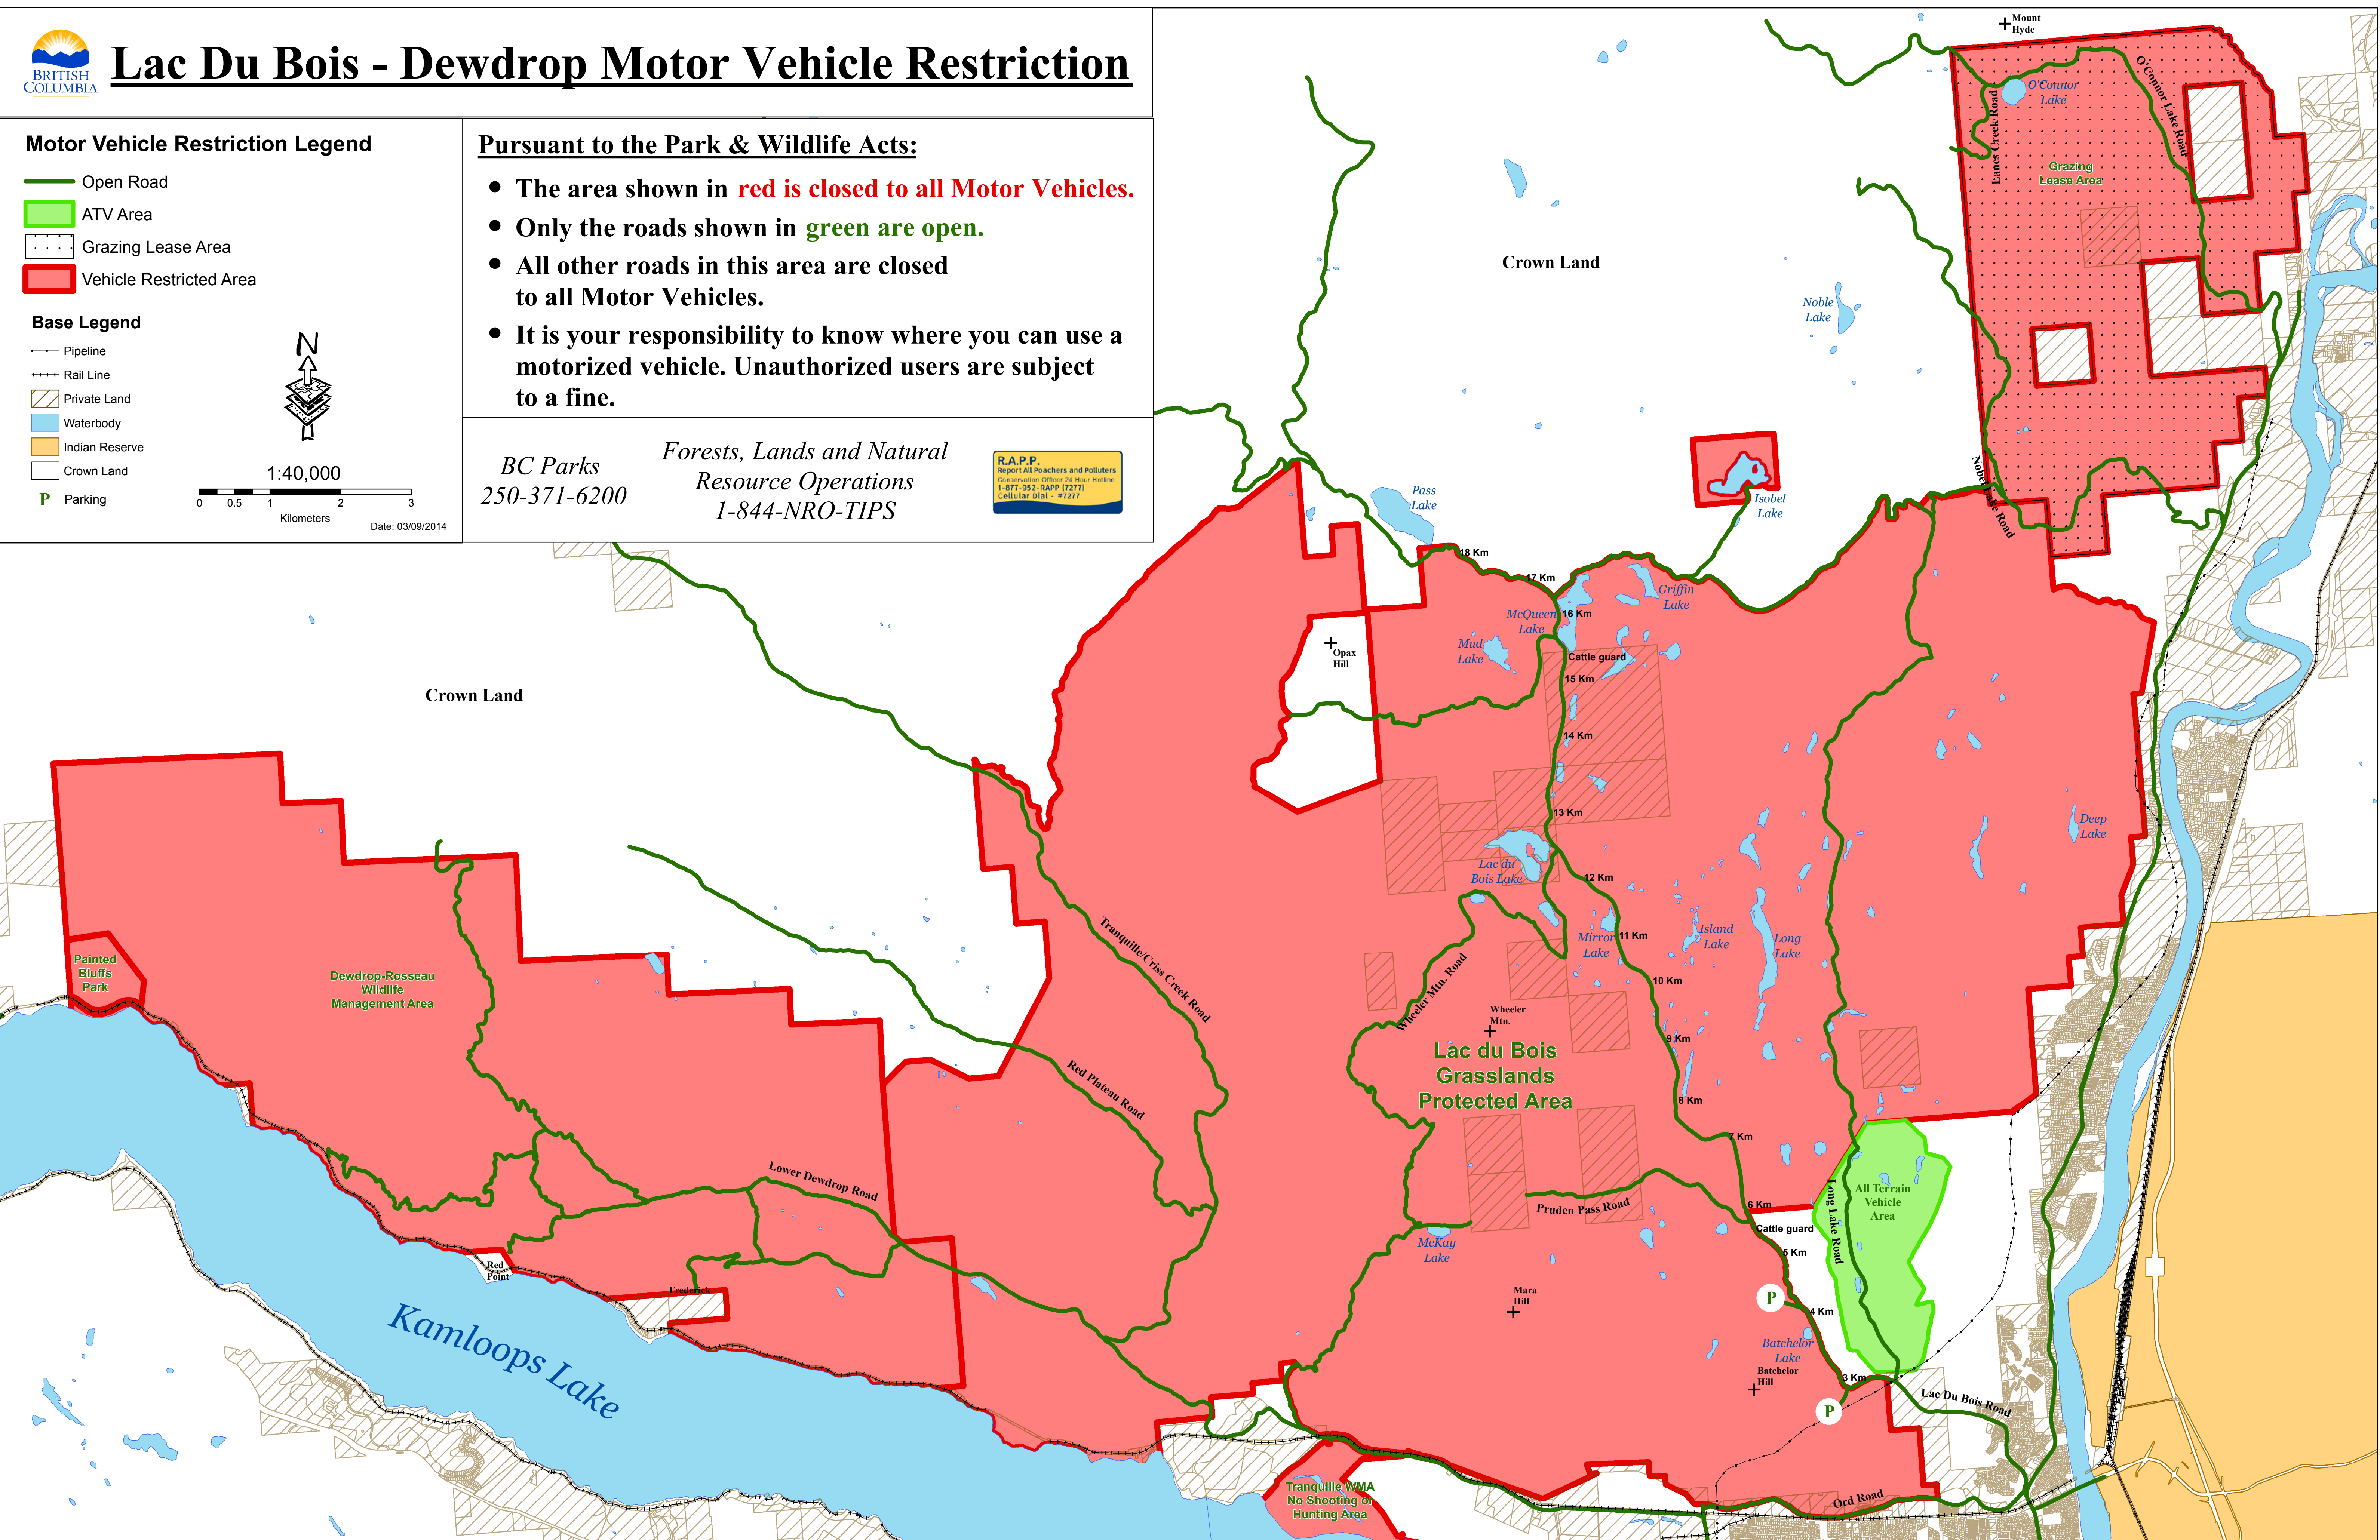 BRITISH
COLUMBIA
Lac Du Bois - Dewdrop Motor Vehicle Restriction
Motor Vehicle Restriction Legend
Open Road
ATV Area
Grazing Lease Area
Vehicle Restricted Area
Base Legend
Pipeline
Rail Line
Private Land
Waterbody
Indian Reserve
Crown Land
P Parking
N
1:40,000
0 0.5 1 2 3
Kilometers
Date: 03/09/2014
Pursuant to the Park & Wildlife Acts:
• The area shown in red is closed to all Motor Vehicles.
• Only the roads shown in green are open.
• All other roads in this area are closed
to all Motor Vehicles.
• It is your responsibility to know where you can use a
motorized vehicle. Unauthorized users are subject
to a fine.
BC Parks
250-371-6200
Forests, Lands and Natural
Resource Operations
1-844-NRO-TIPS
R.A.P.P.
Report All Poachers and Polluters
Conservation Officer 24 Hour Hotline
1-877-952-RAPP (7277)
Cellular Dial - #7277
Mount
Hyde
O'Connor
Lake
O'Connor Lake Road
Lanes Creek Road
Grazing
Lease Area
Crown Land
Noble
Lake
Noble Lake Road
Isobel
Lake
Pass
Lake
18 Km
17 Km
16 Km
Griffin
Lake
McQueen
Lake
Mud
Lake
Cattle guard
15 Km
Opax
Hill
14 Km
13 Km
Crown Land
Deep
Lake
Lac du
Bois Lake
12 Km
Mirror
Lake
11 Km
Island
Lake
Long
Lake
10 Km
Tranquille/Criss Creek Road
Wheeler Mtn. Road
Wheeler
Mtn.
9 Km
Lac du Bois
Grasslands
Protected Area
8 Km
7 Km
Painted
Bluffs
Park
Dewdrop-Rosseau
Wildlife
Management Area
Red Plateau Road
Lower Dewdrop Road
Pruden Pass Road
6 Km
Cattle guard
5 Km
Long Lake Road
All Terrain
Vehicle
Area
McKay
Lake
Red
Point
Frederick
Mara
Hill
P
4 Km
Batchelor
Lake
Batchelor
Hill
3 Km
P
Lac Du Bois Road
Kamloops Lake
Tranquille WMA
No Shooting or
Hunting Area
Ord Road